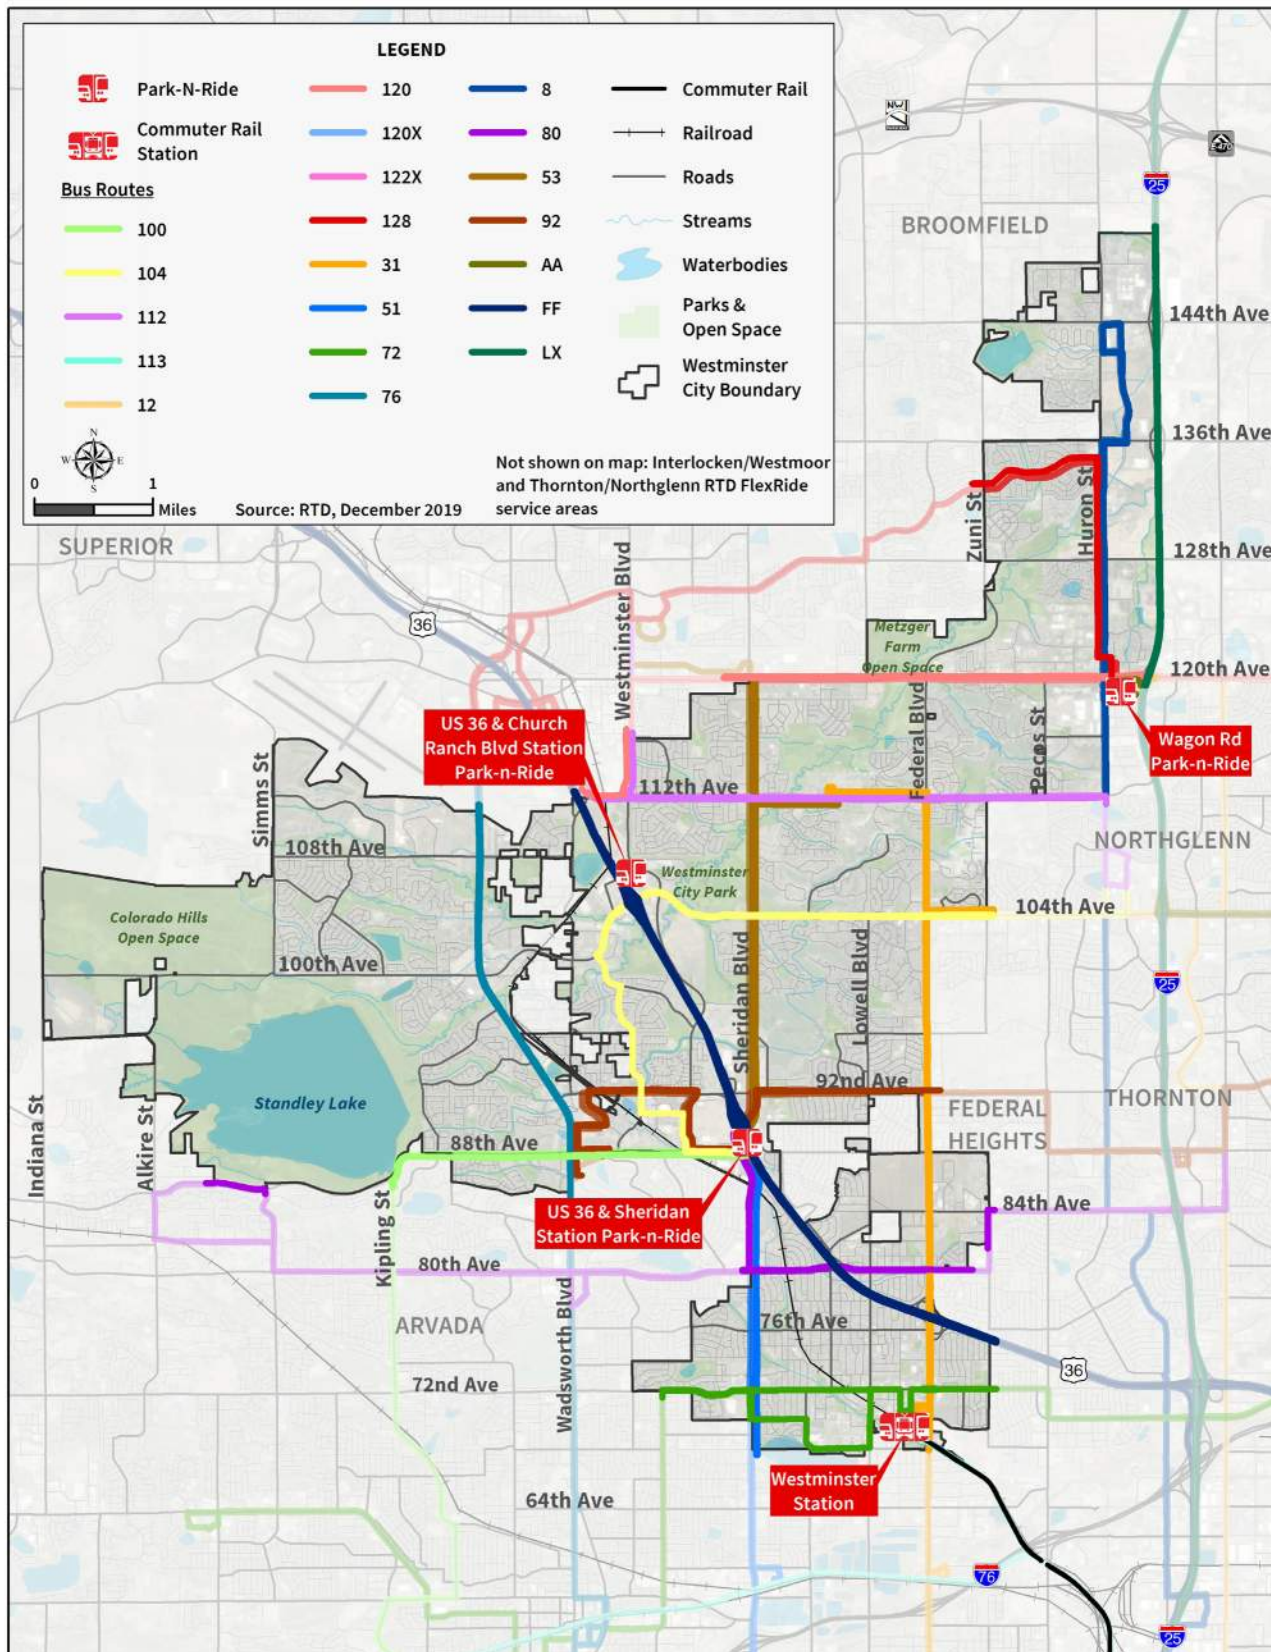 LEGEND
Park-N-Ride
Commuter Rail
Station
Bus Routes
100
104
112
113
12
120
120X
122X
128
31
51
72
76
8
80
53
92
AA
FF
LX
Commuter Rail
Railroad
Roads
Streams
Waterbodies
Parks &
Open Space
Westminster
City Boundary
N
W
E
S
0
1
Miles
Source: RTD, December 2019
Not shown on map: Interlocken/Westmoor
and Thornton/Northglenn RTD FlexRide
service areas
NW
E-470
25
BROOMFIELD
144th Ave
136th Ave
Zuni St
Huron St
128th Ave
SUPERIOR
36
Westminster Blvd
Metzger
Farm
Open Space
120th Ave
US 36 & Church
Ranch Blvd Station
Park-n-Ride
Federal Blvd
Pecos St
Wagon Rd
Park-n-Ride
Simms St
112th Ave
108th Ave
NORTHGLENN
Westminster
City Park
Colorado Hills
Open Space
104th Ave
100th Ave
Sheridan Blvd
Lowell Blvd
25
Standley Lake
92nd Ave
THORNTON
FEDERAL
HEIGHTS
Indiana St
Alkire St
88th Ave
Kipling St
US 36 & Sheridan
Station Park-n-Ride
84th Ave
80th Ave
Wadsworth Blvd
ARVADA
76th Ave
36
72nd Ave
Westminster
Station
64th Ave
76
25